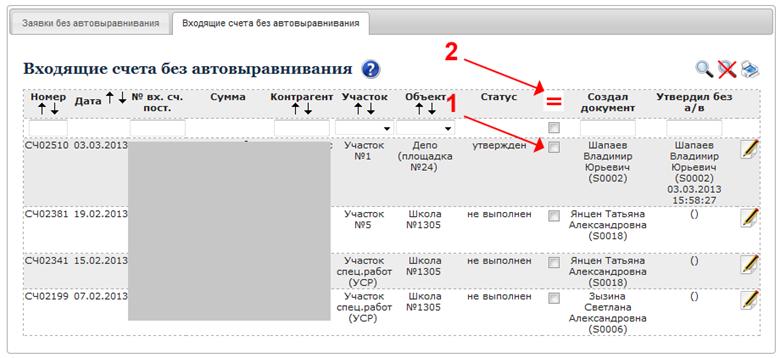 Заявки без автовыравнивания Входящие счета без автовыравнивания
2
Входящие счета без автовыравнивания ?
1
Номер Дата № вх. сч. пост. Сумма Контрагент Участок Объект Статус = Создал документ Утвердил без а/в
СЧ02510 03.03.2013 Участок №1 Депо (площадка №24) утвержден Шапаев Владимир Юрьевич (S0002) Шапаев Владимир Юрьевич (S0002) 03.03.2013 15:58:27
СЧ02381 19.02.2013 Участок №5 Школа №1305 не выполнен Янцен Татьяна Александровна (S0018) ()
СЧ02341 15.02.2013 Участок спец.работ (УСР) Школа №1305 не выполнен Янцен Татьяна Александровна (S0018) ()
СЧ02199 07.02.2013 Участок спец.работ (УСР) Школа №1305 не выполнен Зызина Светлана Александровна (S0006) ()